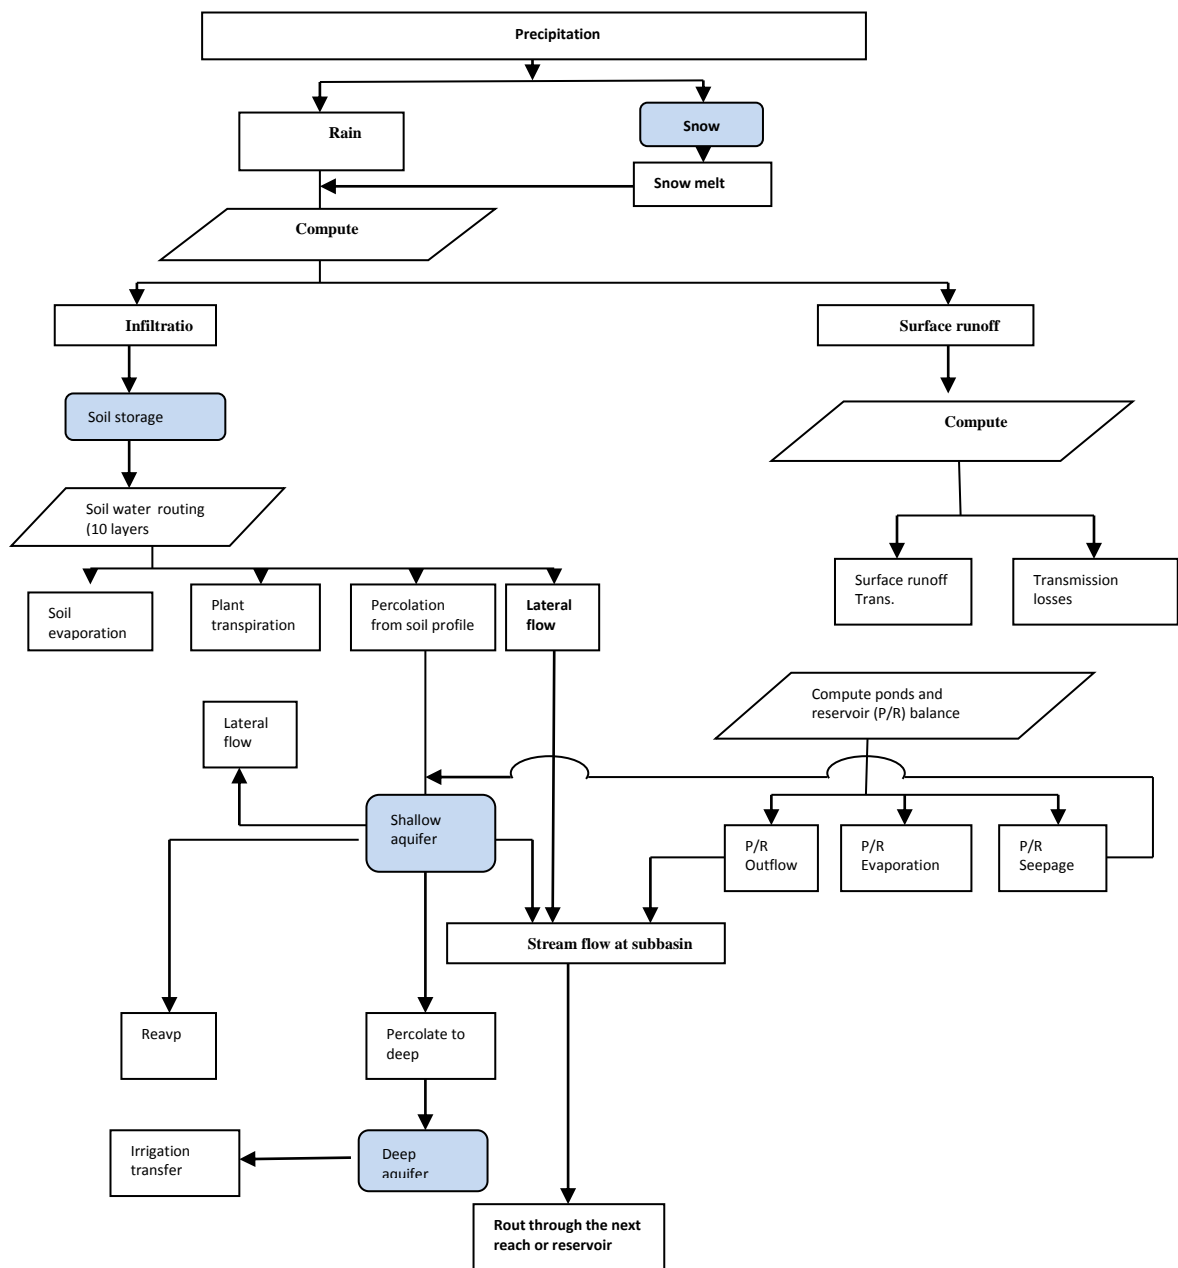 Precipitation
Rain
Snow
Snow melt
Compute
Infiltratio
Surface runoff
Soil storage
Compute
Soil water routing
(10 layers
Surface runoff
Trans.
Transmission
losses
Soil
evaporation
Plant
transpiration
Percolation
from soil profile
Lateral
flow
Compute ponds and
reservoir (P/R) balance
Lateral
flow
Shallow
aquifer
P/R
Outflow
P/R
Evaporation
P/R
Seepage
Stream flow at subbasin
Reavp
Percolate to
deep
Irrigation
transfer
Deep
aquifer
Rout through the next
reach or reservoir